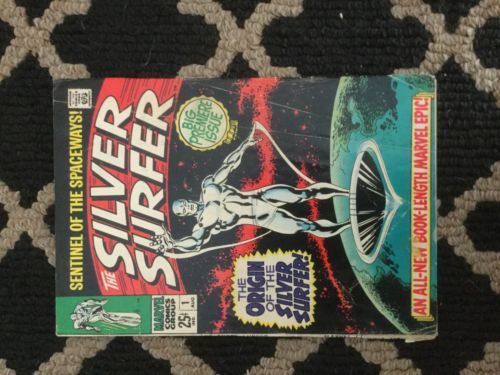 SENTINEL OF THE SPACEWAYS!
THE
SILVER
SURFER
MARVEL
COMICS
GROUP
25¢
1
AUG
BIG
PREMIERE
ISSUE
THE
ORIGIN
OF THE
SILVER
SURFER!
AN ALL-NEW BOOK-LENGTH MARVEL EPIC!